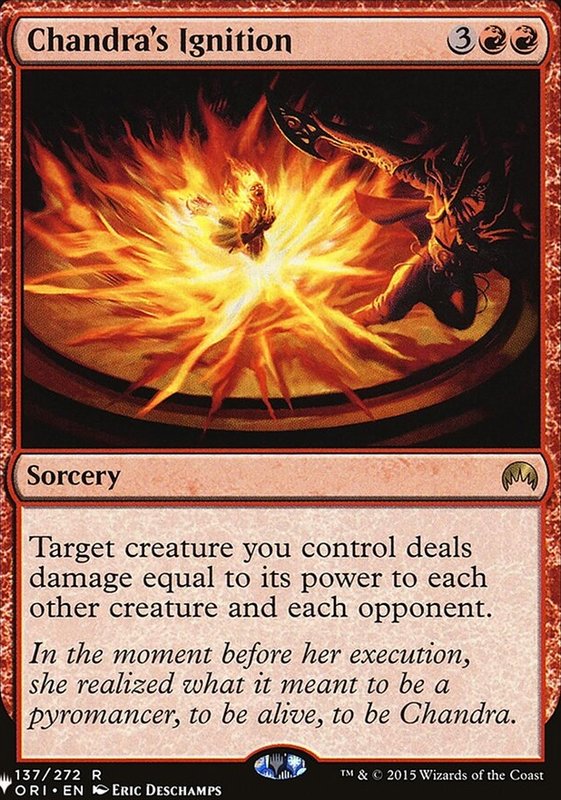 Chandra's Ignition 3
Sorcery
Target creature you control deals
damage equal to its power to each
other creature and each opponent.
In the moment before her execution,
she realized what it meant to be a
pyromancer, to be alive, to be Chandra.
137/272 R
ORI • EN Eric Deschamps
™ & © 2015 Wizards of the Coast